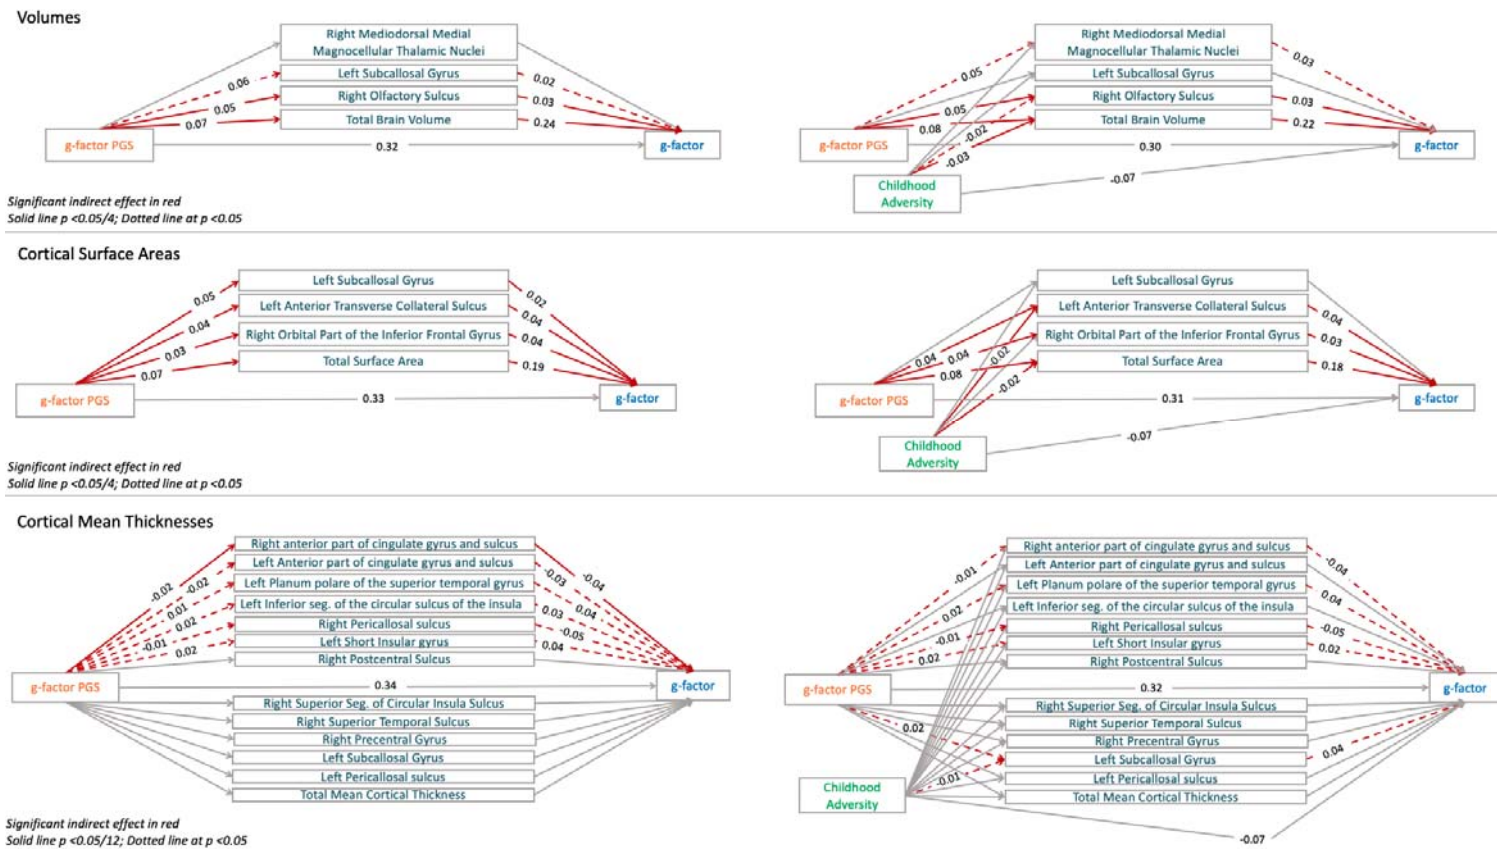 Volumes
Right Mediodorsal Medial
Magnocellular Thalamic Nuclei
Left Subcallosal Gyrus
Right Olfactory Sulcus
Total Brain Volume
0.06
0.05
0.07
0.02
0.03
0.24
g-factor PGS
0.32
g-factor
Right Mediodorsal Medial
Magnocellular Thalamic Nuclei
Left Subcallosal Gyrus
Right Olfactory Sulcus
Total Brain Volume
0.05
0.05
0.08
-0.02
-0.03
0.03
0.03
0.22
g-factor PGS
0.30
g-factor
-0.07
Childhood
Adversity
Significant indirect effect in red
Solid line p <0.05/4; Dotted line at p <0.05
Cortical Surface Areas
Left Subcallosal Gyrus
Left Anterior Transverse Collateral Sulcus
Right Orbital Part of the Inferior Frontal Gyrus
Total Surface Area
0.05
0.04
0.03
0.07
0.02
0.04
0.04
0.19
g-factor PGS
0.33
g-factor
Left Subcallosal Gyrus
Left Anterior Transverse Collateral Sulcus
Right Orbital Part of the Inferior Frontal Gyrus
Total Surface Area
0.04
0.04
0.08
-0.02
-0.02
0.04
0.03
0.18
g-factor PGS
0.31
g-factor
-0.07
Childhood
Adversity
Significant indirect effect in red
Solid line p <0.05/4; Dotted line at p <0.05
Cortical Mean Thicknesses
Right anterior part of cingulate gyrus and sulcus
Left Anterior part of cingulate gyrus and sulcus
Left Planum polare of the superior temporal gyrus
Left Inferior seg. of the circular sulcus of the insula
Right Pericallosal sulcus
Left Short Insular gyrus
Right Postcentral Sulcus
-0.02
-0.02
0.01
0.02
-0.01
0.02
-0.04
-0.03
0.04
0.03
-0.05
0.04
g-factor PGS
0.34
g-factor
Right Superior Seg. of Circular Insula Sulcus
Right Superior Temporal Sulcus
Right Precentral Gyrus
Left Subcallosal Gyrus
Left Pericallosal sulcus
Total Mean Cortical Thickness
Right anterior part of cingulate gyrus and sulcus
Left Anterior part of cingulate gyrus and sulcus
Left Planum polare of the superior temporal gyrus
Left Inferior seg. of the circular sulcus of the insula
Right Pericallosal sulcus
Left Short Insular gyrus
Right Postcentral Sulcus
-0.01
0.02
-0.01
0.02
-0.04
0.04
-0.05
0.02
g-factor PGS
0.32
g-factor
Right Superior Seg. of Circular Insula Sulcus
Right Superior Temporal Sulcus
Right Precentral Gyrus
Left Subcallosal Gyrus
Left Pericallosal sulcus
Total Mean Cortical Thickness
0.02
-0.01
0.04
Childhood
Adversity
-0.07
Significant indirect effect in red
Solid line p <0.05/12; Dotted line at p <0.05